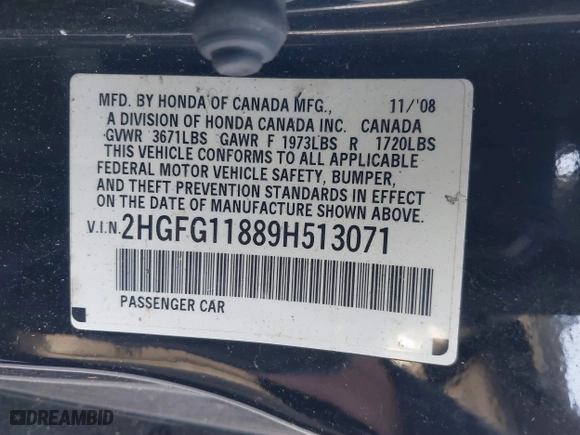 MFD. BY HONDA OF CANADA MFG., 11/'08
A DIVISION OF HONDA CANADA INC. CANADA
GVWR 3671LBS GAWR F 1973LBS R 1720LBS
THIS VEHICLE CONFORMS TO ALL APPLICABLE
FEDERAL MOTOR VEHICLE SAFETY, BUMPER,
AND THEFT PREVENTION STANDARDS IN EFFECT
ON THE DATE OF MANUFACTURE SHOWN ABOVE.
V.I.N. 2HGFG11889H513071
PASSENGER CAR
DREAMBID